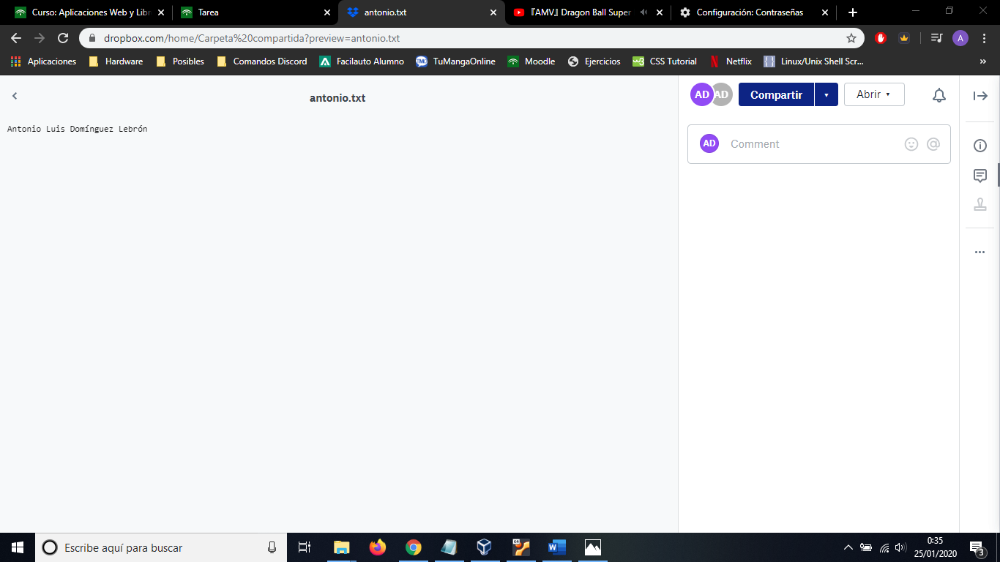 Curso: Aplicaciones Web y Libr
Tarea
antonio.txt
『AMV』 Dragon Ball Super
Configuración: Contraseñas
dropbox.com/home/Carpeta%20compartida?preview=antonio.txt
A
Aplicaciones
Hardware
Posibles
Comandos Discord
Facilauto Alumno
TuMangaOnline
Moodle
Ejercicios
CSS Tutorial
Netflix
Linux/Unix Shell Scr...
antonio.txt
AD AD Compartir Abrir
Antonio Luis Domínguez Lebrón
AD Comment
Escribe aquí para buscar
0:35
25/01/2020
3